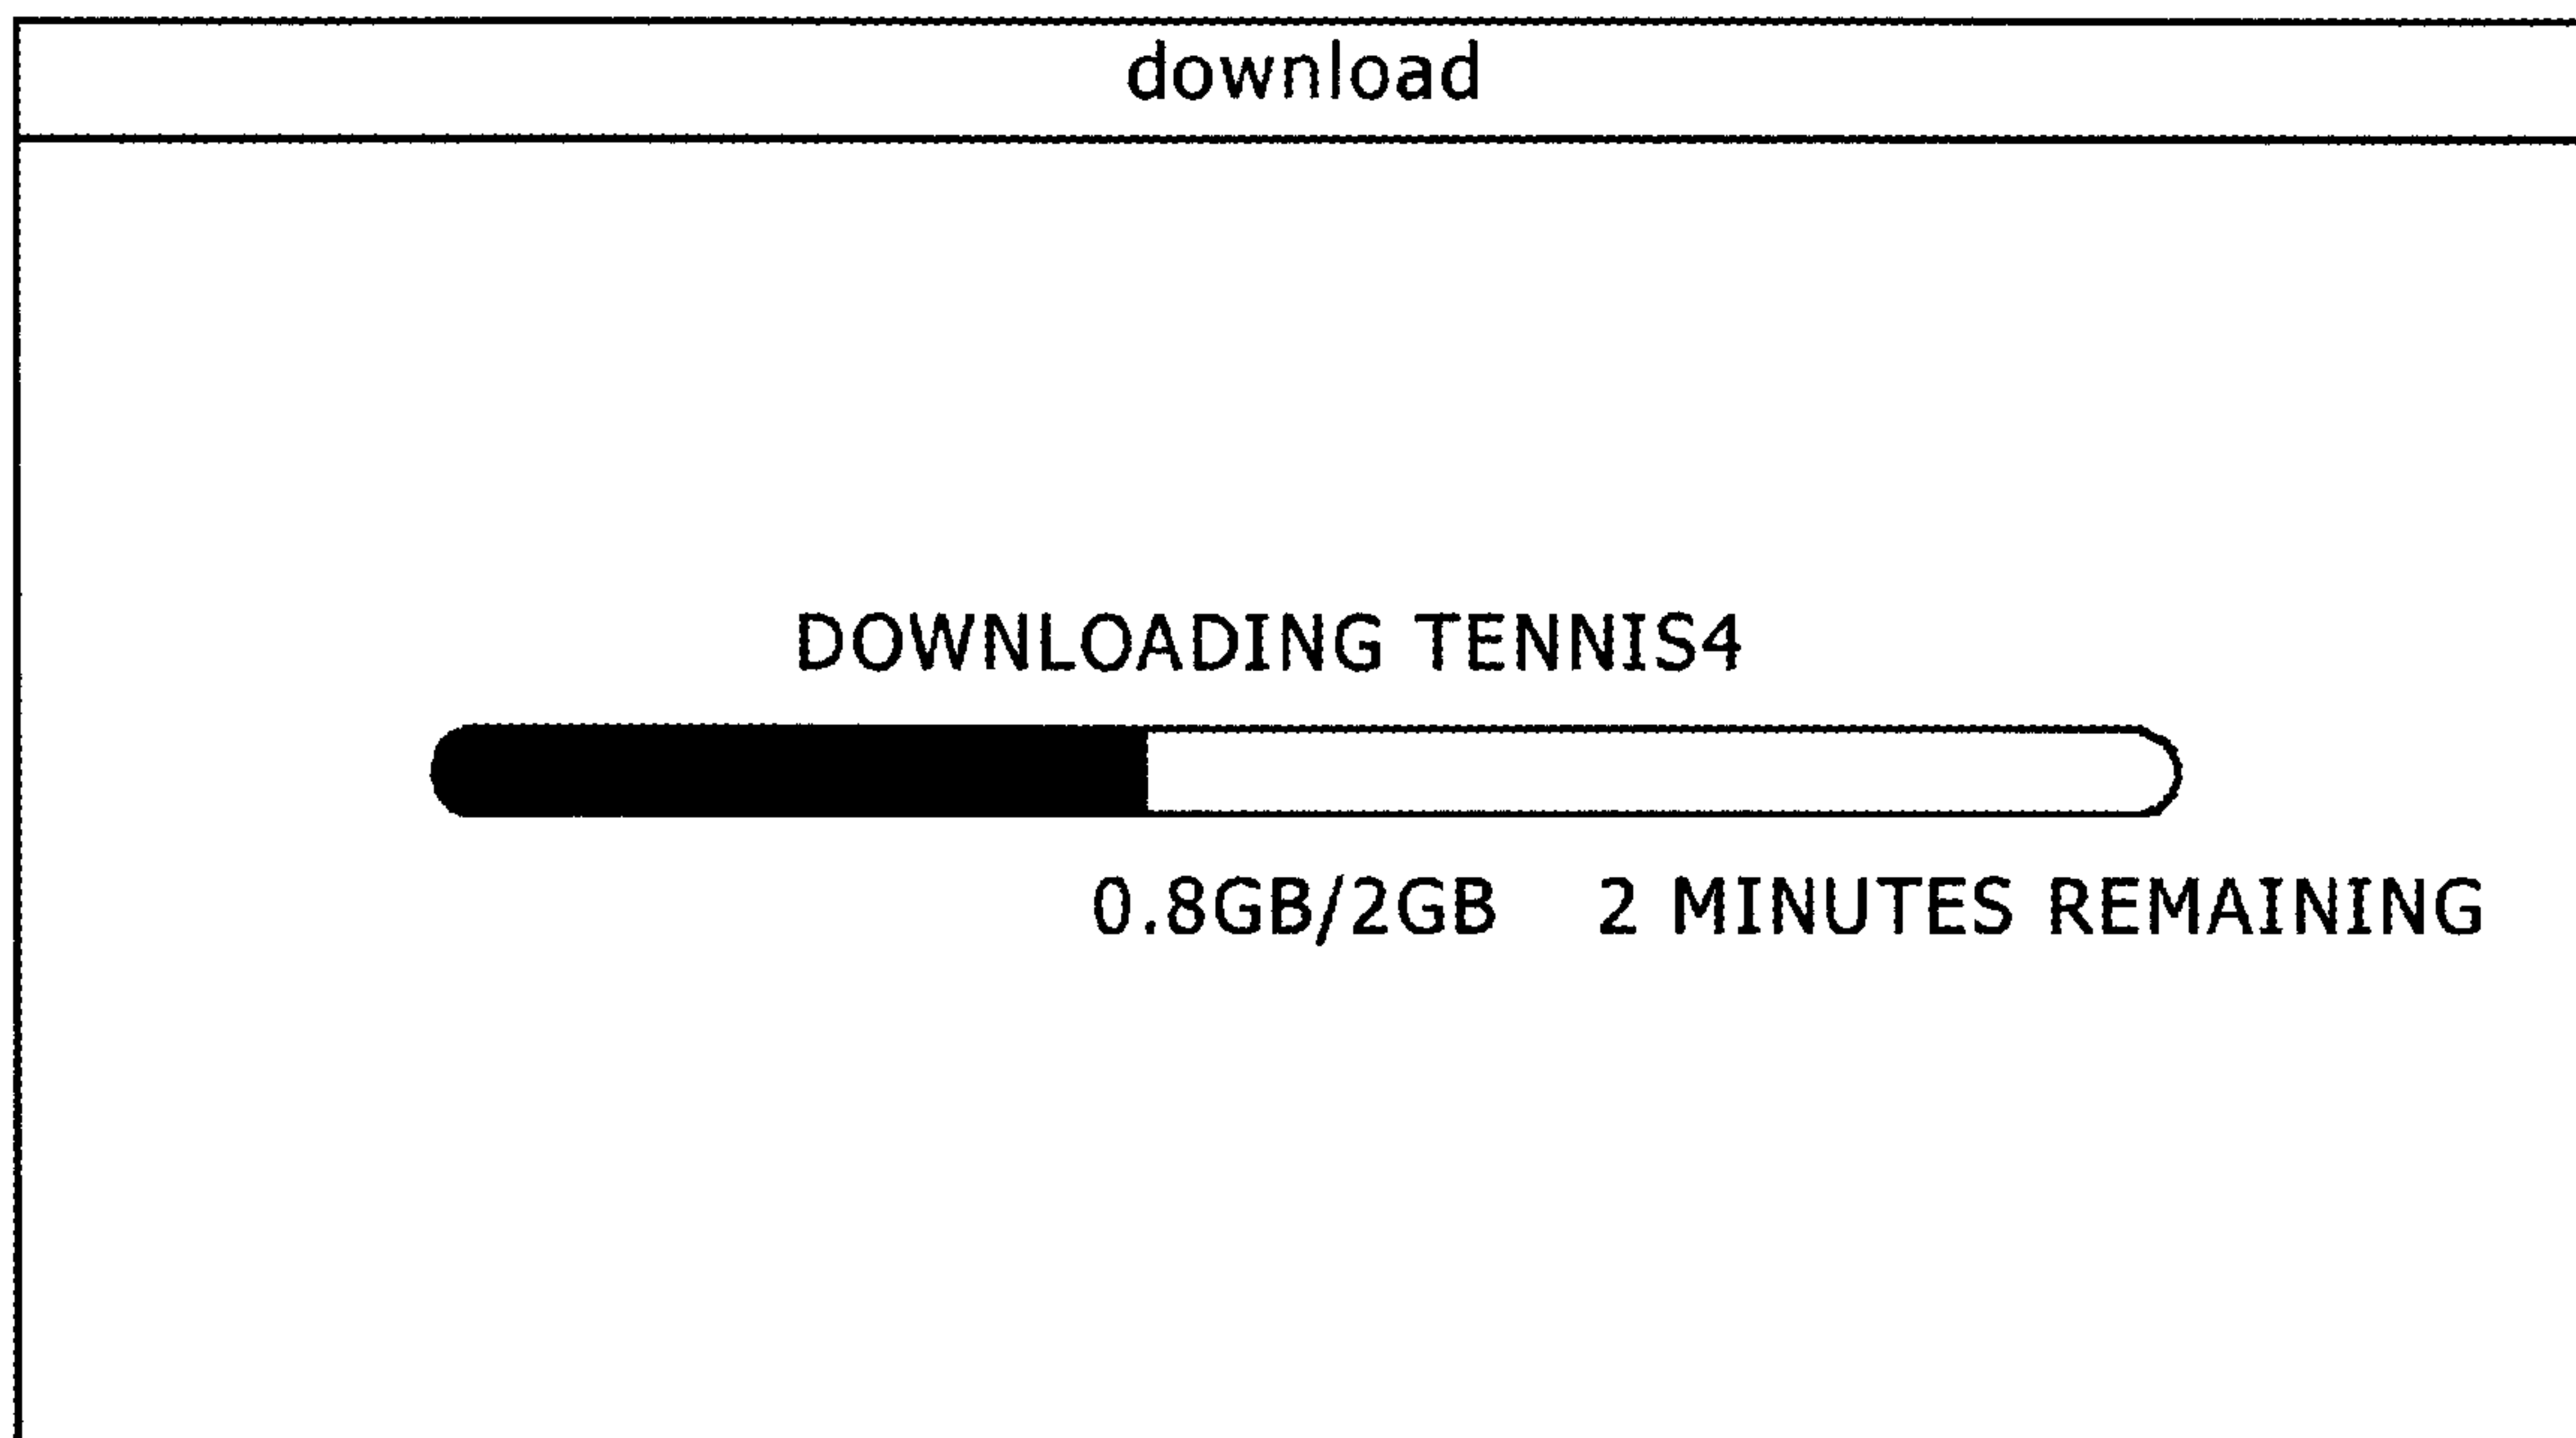 download
DOWNLOADING TENNIS4
0.8GB/2GB 2 MINUTES REMAINING